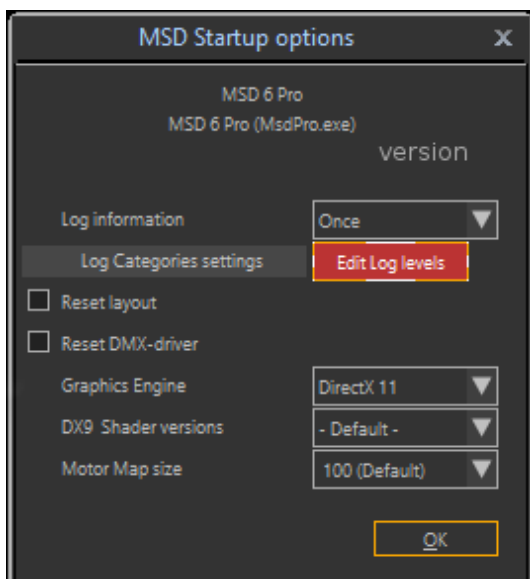 MSD Startup options x
MSD 6 Pro
MSD 6 Pro (MsdPro.exe)
version
Log information Once
Log Categories settings Edit Log levels
Reset layout
Reset DMX-driver
Graphics Engine DirectX 11
DX9 Shader versions - Default -
Motor Map size 100 (Default)
OK